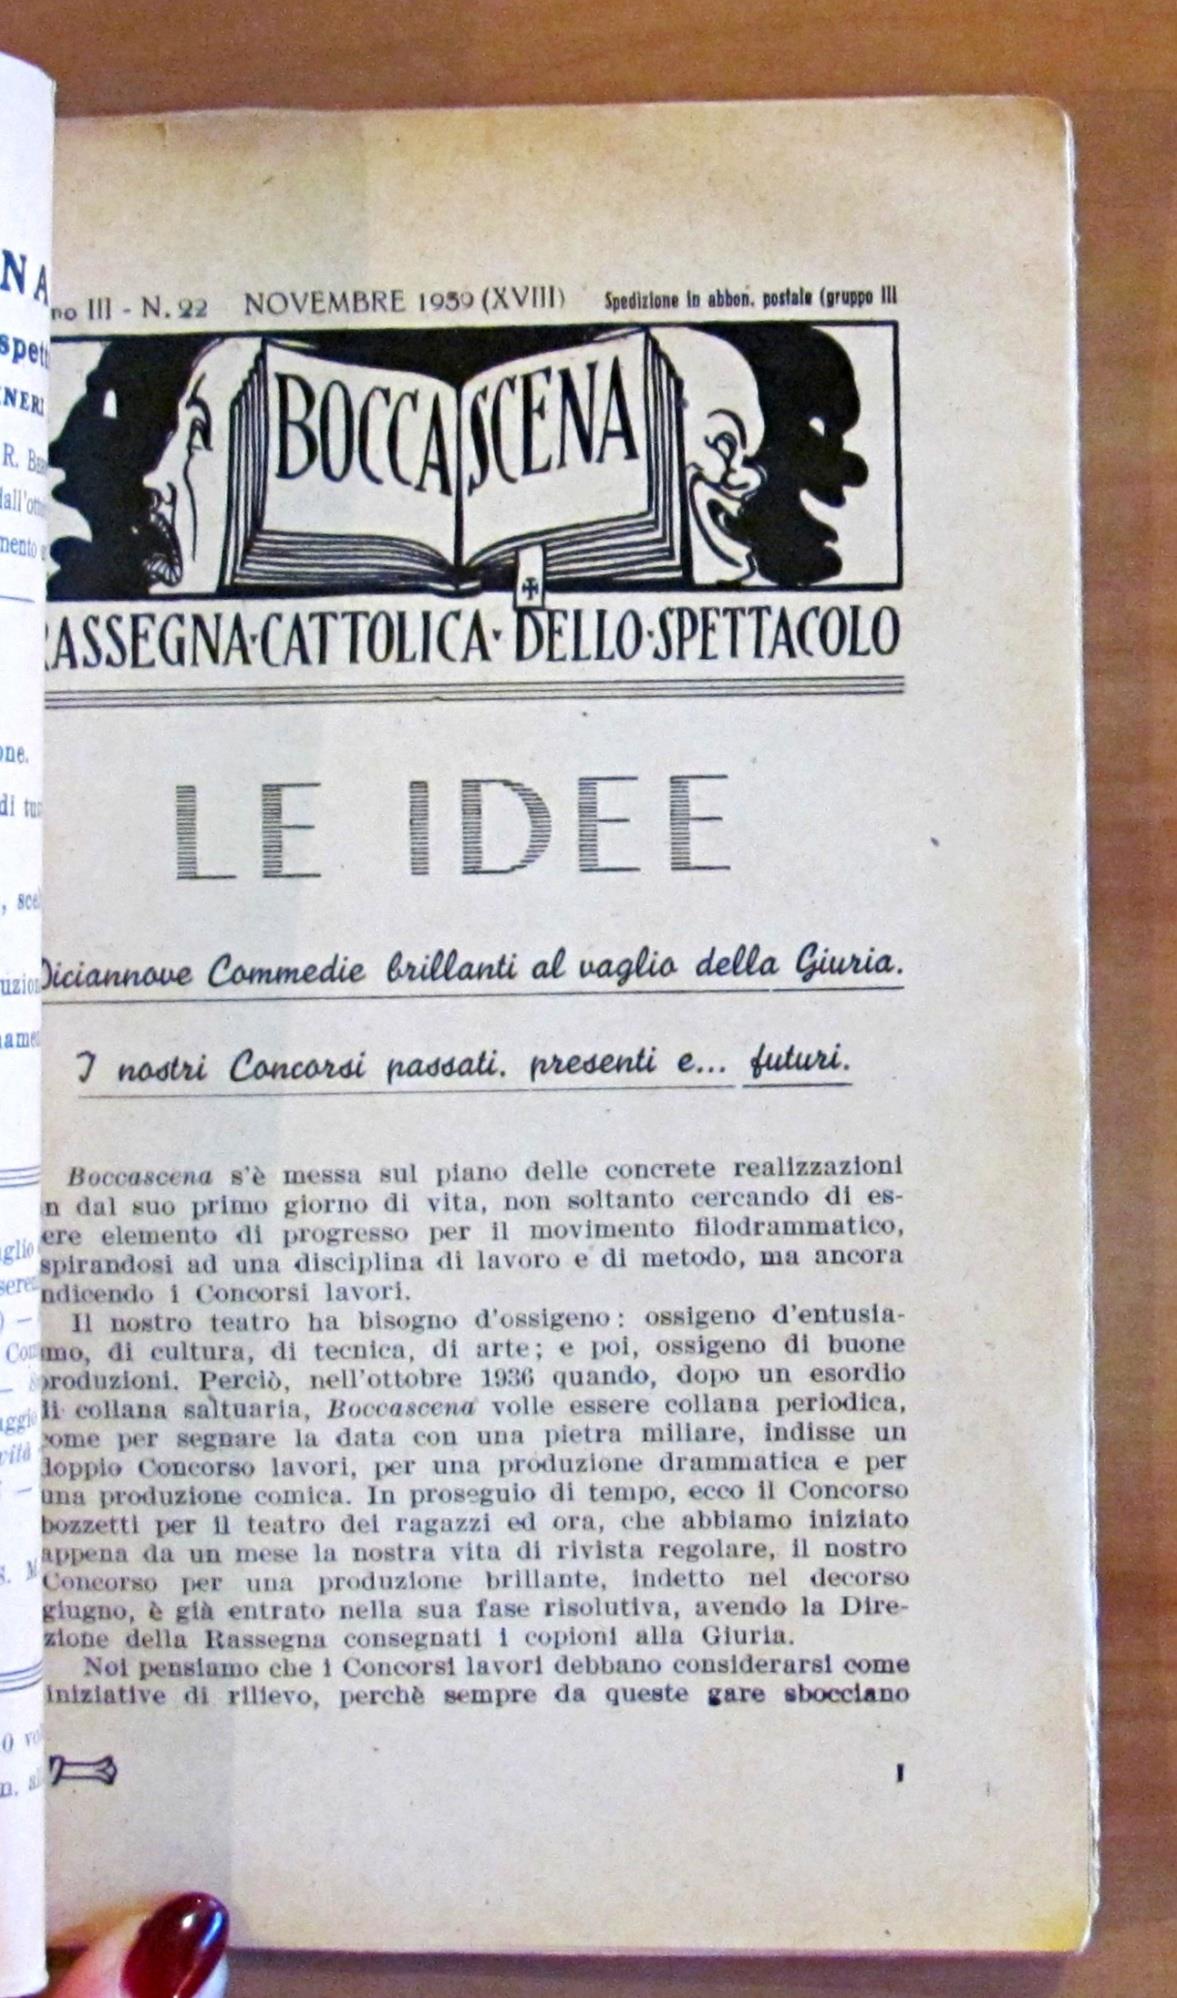 no III - N. 22 NOVEMBRE 1939 (XVIII) Spedizione in abbon. postale (gruppo III
BOCCASCENA
RASSEGNA·CATTOLICA·DELLO·SPETTACOLO
LE IDEE
Diciannove Commedie brillanti al vaglio della Giuria.
I nostri Concorsi passati. presenti e... futuri.
Boccascena s'è messa sul piano delle concrete realizzazioni
n dal suo primo giorno di vita, non soltanto cercando di es-
ere elemento di progresso per il movimento filodrammatico,
spirandosi ad una disciplina di lavoro e di metodo, ma ancora
ndicendo i Concorsi lavori.
Il nostro teatro ha bisogno d'ossigeno: ossigeno d'entusia-
mo, di cultura, di tecnica, di arte; e poi, ossigeno di buone
produzioni. Perciò, nell'ottobre 1936 quando, dopo un esordio
di collana saltuaria, Boccascena volle essere collana periodica,
come per segnare la data con una pietra miliare, indisse un
doppio Concorso lavori, per una produzione drammatica e per
una produzione comica. In proseguio di tempo, ecco il Concorso
bozzetti per il teatro dei ragazzi ed ora, che abbiamo iniziato
appena da un mese la nostra vita di rivista regolare, il nostro
Concorso per una produzione brillante, indetto nel decorso
giugno, è già entrato nella sua fase risolutiva, avendo la Dire-
zione della Rassegna consegnati i copioni alla Giuria.
Noi pensiamo che i Concorsi lavori debbano considerarsi come
iniziative di rilievo, perchè sempre da queste gare sbocciano
1